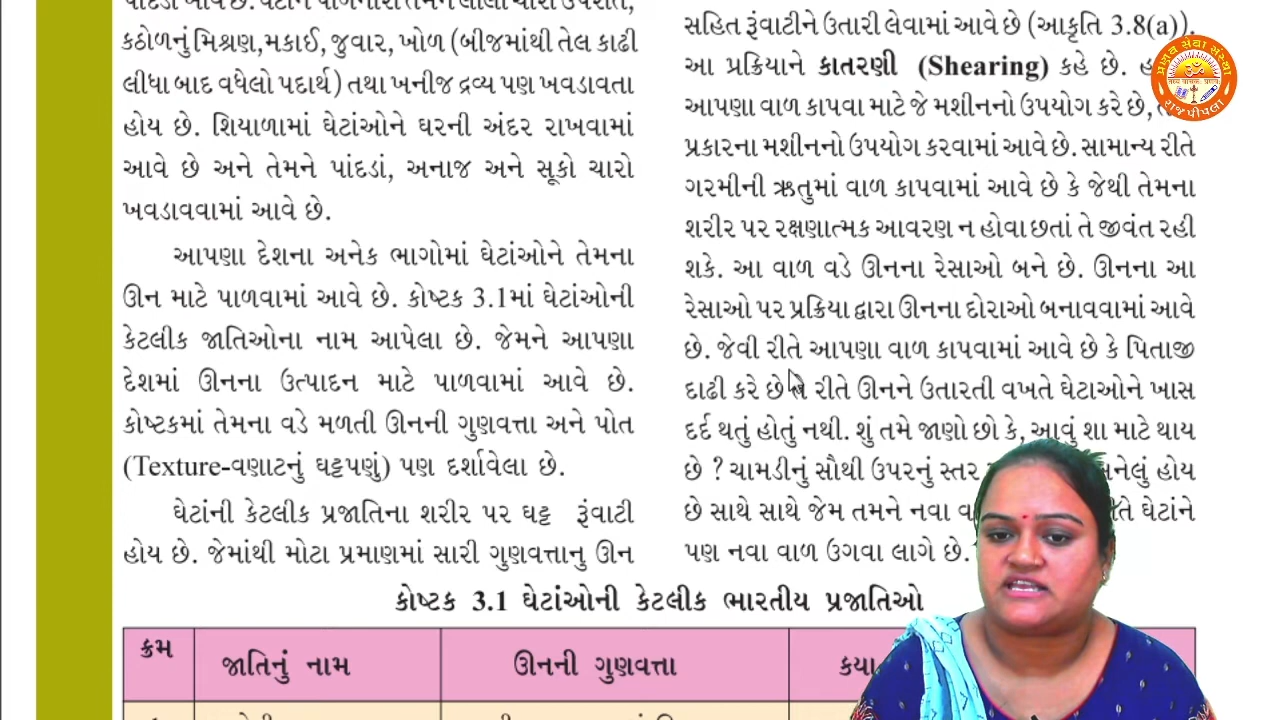 કઠોળનું મિશ્રણ,મકાઈ, જુવાર, ખોળ (બીજમાંથી તેલ કાઢી
લીધા બાદ વધેલો પદાર્થ) તથા ખનીજ દ્રવ્ય પણ ખવડાવતા
હોય છે. શિયાળામાં ઘેટાંઓને ઘરની અંદર રાખવામાં
આવે છે અને તેમને પાંદડાં, અનાજ અને સૂકો ચારો
ખવડાવવામાં આવે છે.
આપણા દેશના અનેક ભાગોમાં ઘેટાંઓને તેમના
ઊન માટે પાળવામાં આવે છે. કોષ્ટક 3.1માં ઘેટાંઓની
કેટલીક જાતિઓના નામ આપેલા છે. જેમને આપણા
દેશમાં ઊનના ઉત્પાદન માટે પાળવામાં આવે છે.
કોષ્ટકમાં તેમના વડે મળતી ઊનની ગુણવત્તા અને પોત
(Texture-વણાટનું ઘટ્ટપણું) પણ દર્શાવેલા છે.
ઘેટાંની કેટલીક પ્રજાતિના શરીર પર ઘટ્ટ રૂંવાટી
હોય છે. જેમાંથી મોટા પ્રમાણમાં સારી ગુણવત્તાનુ ઊન
સહિત રૂંવાટીને ઉતારી લેવામાં આવે છે (આકૃતિ 3.8(a)).
આ પ્રક્રિયાને કાતરણી (Shearing) કહે છે.
આપણા વાળ કાપવા માટે જે મશીનનો ઉપયોગ કરે છે,
પ્રકારના મશીનનો ઉપયોગ કરવામાં આવે છે. સામાન્ય રીતે
ગરમીની ઋતુમાં વાળ કાપવામાં આવે છે કે જેથી તેમના
શરીર પર રક્ષણાત્મક આવરણ ન હોવા છતાં તે જીવંત રહી
શકે. આ વાળ વડે ઊનના રેસાઓ બને છે. ઊનના આ
રેસાઓ પર પ્રક્રિયા દ્વારા ઊનના દોરાઓ બનાવવામાં આવે
છે. જેવી રીતે આપણા વાળ કાપવામાં આવે છે કે પિતાજી
દાઢી કરે છે તે રીતે ઊનને ઉતારતી વખતે ઘેટાઓને ખાસ
દર્દ થતું હોતું નથી. શું તમે જાણો છો કે, આવું શા માટે થાય
છે ? ચામડીનું સૌથી ઉપરનું સ્તર હોય
છે સાથે સાથે જેમ તમને નવા ઘેટાંને
પણ નવા વાળ ઉગવા લાગે છે.
કોષ્ટક 3.1 ઘેટાંઓની કેટલીક ભારતીય પ્રજાતિઓ
ક્રમ
જાતિનું નામ
ઊનની ગુણવત્તા
કયા
પ્રણવ સેવા સંસ્થા
રાજપીપલા